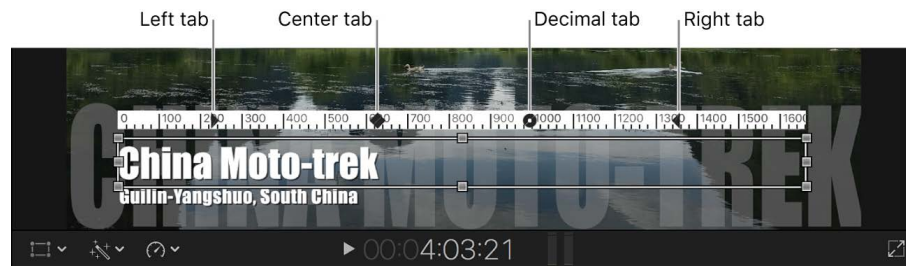 Left tab Center tab Decimal tab Right tab
CHINA MOTO-TREK
0 100 200 300 400 500 600 700 800 900 1000 1100 1200 1300 1400 1500 1600
China Moto-trek
Guilin-Yangshuo, South China
00:04:03:21